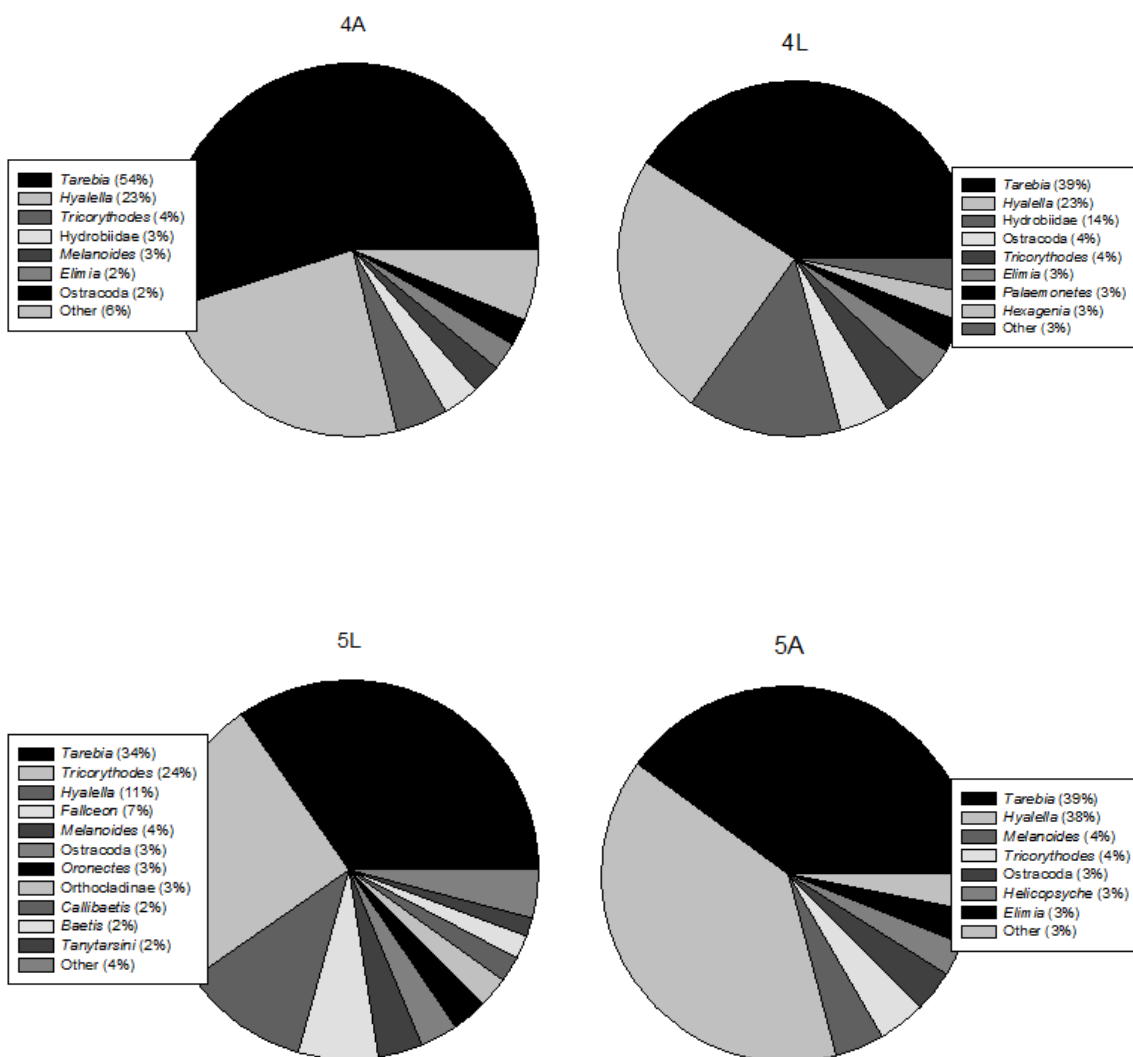 4A
Tarebia (54%)
Hyalella (23%)
Tricorythodes (4%)
Hydrobiidae (3%)
Melanoides (3%)
Elimia (2%)
Ostracoda (2%)
Other (6%)
4L
Tarebia (39%)
Hyalella (23%)
Hydrobiidae (14%)
Ostracoda (4%)
Tricorythodes (4%)
Elimia (3%)
Palaemonetes (3%)
Hexagenia (3%)
Other (3%)
5L
Tarebia (34%)
Tricorythodes (24%)
Hyalella (11%)
Fallceon (7%)
Melanoides (4%)
Ostracoda (3%)
Oronectes (3%)
Orthocladinae (3%)
Callibaetis (2%)
Baetis (2%)
Tanytarsini (2%)
Other (4%)
5A
Tarebia (39%)
Hyalella (38%)
Melanoides (4%)
Tricorythodes (4%)
Ostracoda (3%)
Helicopsyche (3%)
Elimia (3%)
Other (3%)